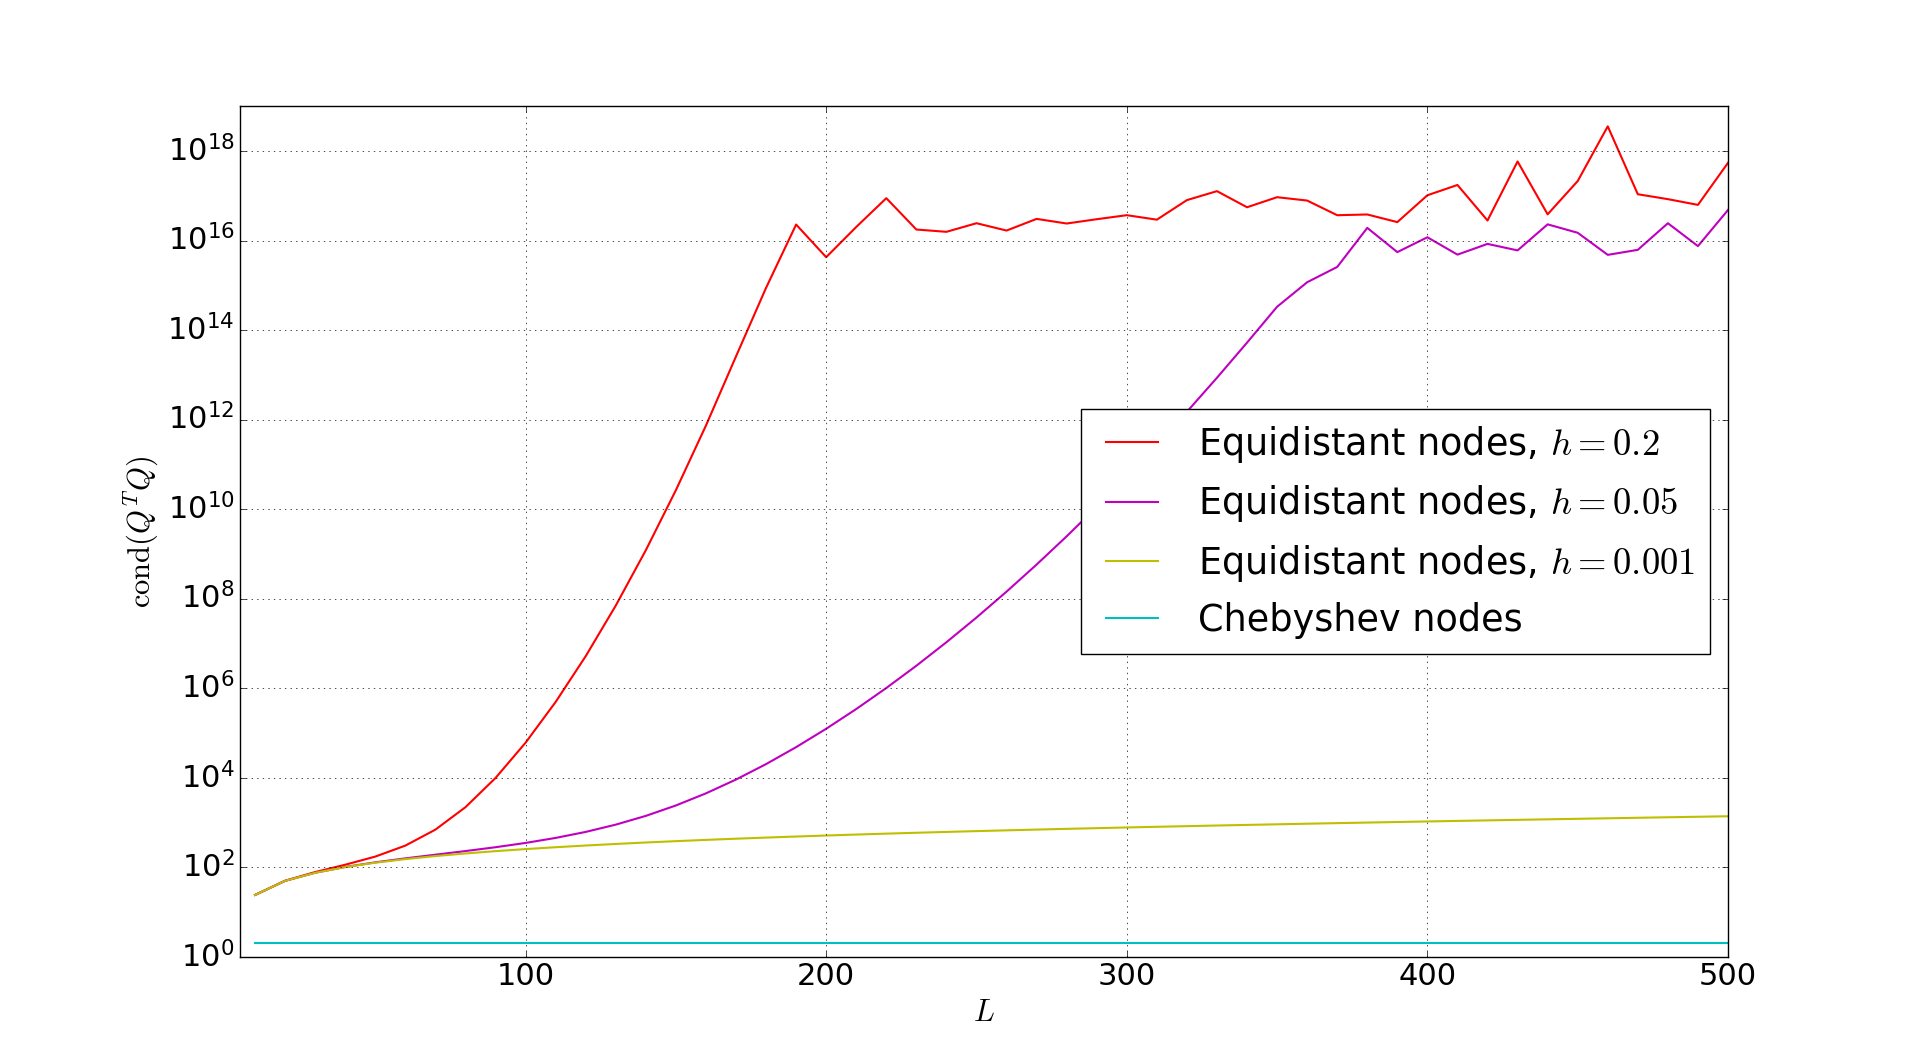 10^18
10^16
10^14
10^12
10^10
10^8
10^6
10^4
10^2
10^0
cond(Q^T Q)
Equidistant nodes, h = 0.2
Equidistant nodes, h = 0.05
Equidistant nodes, h = 0.001
Chebyshev nodes
100 200 300 400 500
L